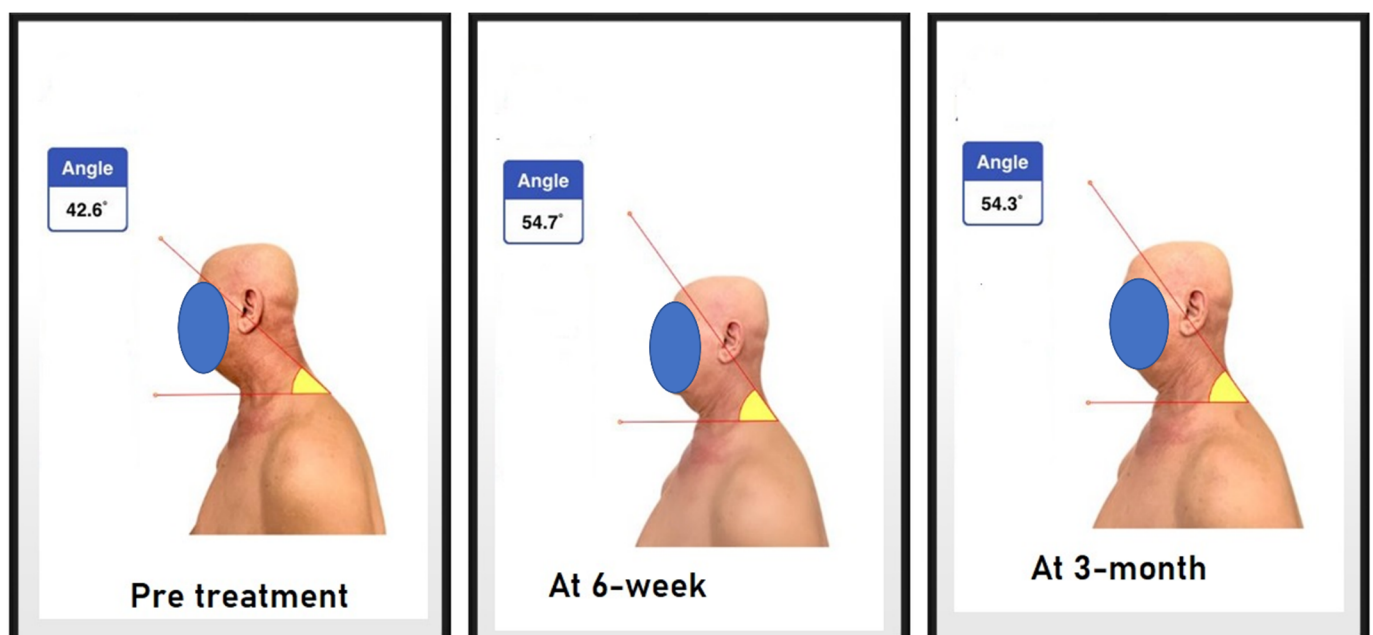 Angle
42.6°
Pre treatment
Angle
54.7°
At 6-week
Angle
54.3°
At 3-month